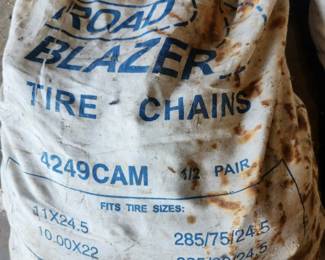 ROAD
BLAZER
TIRE CHAINS
4249CAM 1/2 PAIR
FITS TIRE SIZES:
11X24.5
10.00X22
285/75/24.5